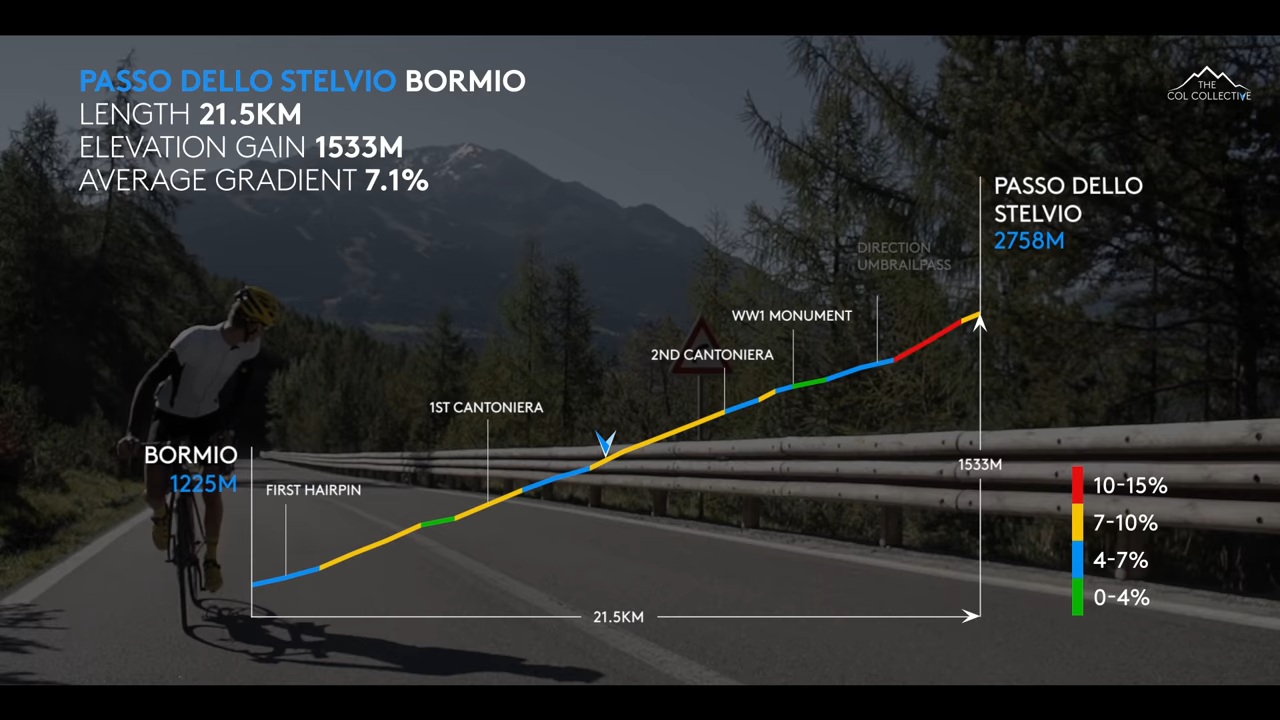 PASSO DELLO STELVIO BORMIO
LENGTH 21.5KM
ELEVATION GAIN 1533M
AVERAGE GRADIENT 7.1%
THE
COL COLLECTIVE
PASSO DELLO
STELVIO
2758M
DIRECTION
UMBRAILPASS
WW1 MONUMENT
2ND CANTONIERA
1ST CANTONIERA
BORMIO
1225M
FIRST HAIRPIN
1533M
10-15%
7-10%
4-7%
0-4%
21.5KM